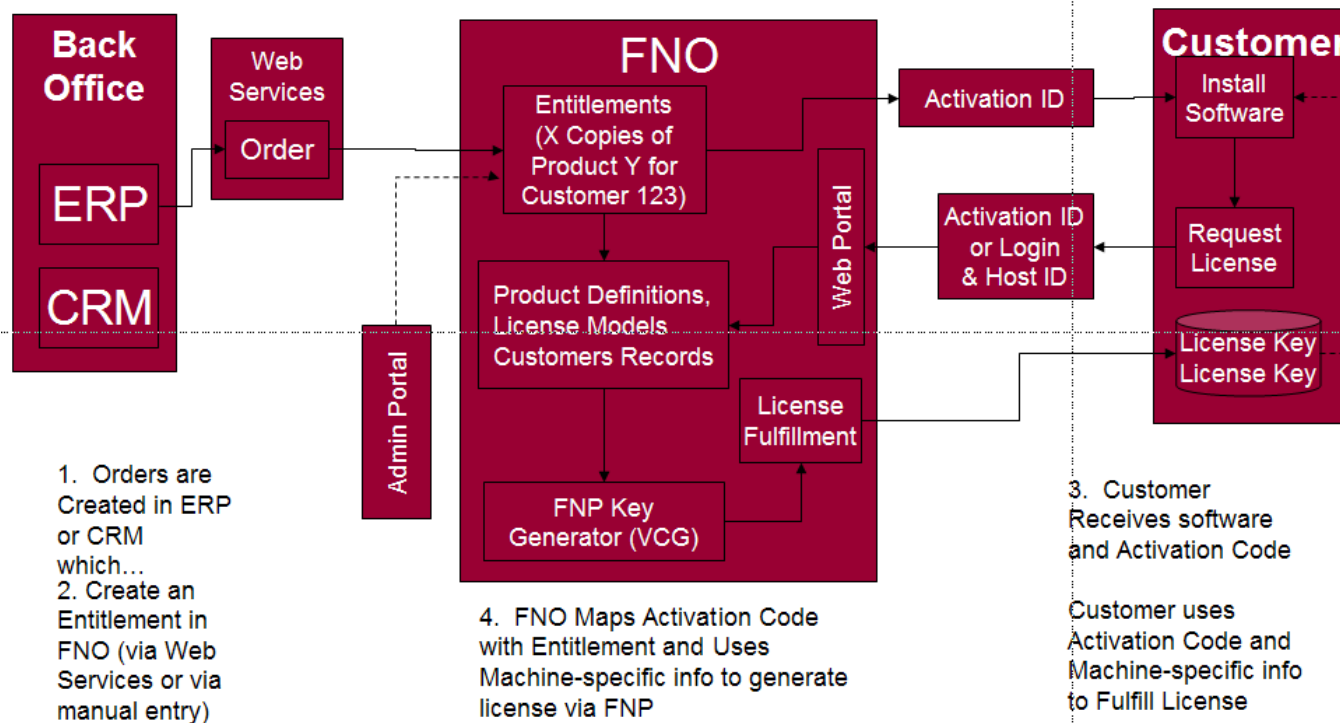 Back
Office
ERP
CRM
Web
Services
Order
Admin Portal
FNO
Entitlements
(X Copies of
Product Y for
Customer 123)
Product Definitions,
License Models
Customers Records
FNP Key
Generator (VCG)
License
Fulfillment
Web Portal
Activation ID
Activation ID
or Login
& Host ID
Customer
Install
Software
Request
License
License Key
License Key
1. Orders are
Created in ERP
or CRM
which…
2. Create an
Entitlement in
FNO (via Web
Services or via
manual entry)
4. FNO Maps Activation Code
with Entitlement and Uses
Machine-specific info to generate
license via FNP
3. Customer
Receives software
and Activation Code
Customer uses
Activation Code and
Machine-specific info
to Fulfill License